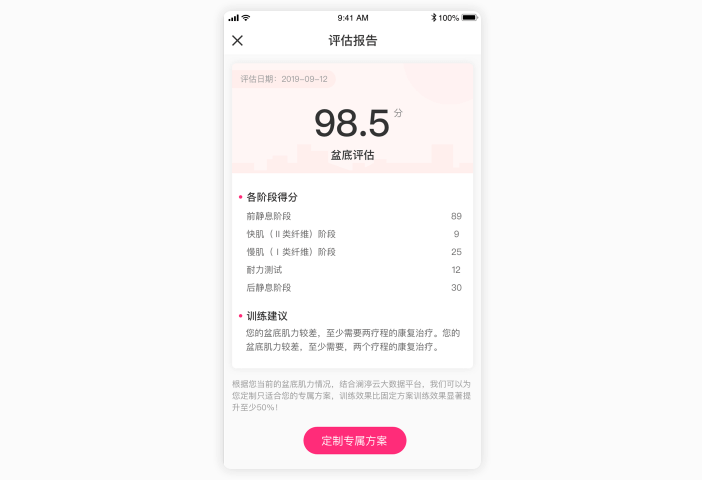 9:41 AM
100%
评估报告
评估日期：2019-09-12
98.5 分
盆底评估
各阶段得分
前静息阶段 89
快肌（Ⅱ类纤维）阶段 9
慢肌（Ⅰ类纤维）阶段 25
耐力测试 12
后静息阶段 30
训练建议
您的盆底肌力较差，至少需要两疗程的康复治疗。您的
盆底肌力较差，至少需要，两个疗程的康复治疗。
根据您当前的盆底肌力情况，结合澜渟云大数据平台，我们可以为
您定制只适合您的专属方案，训练效果比固定方案训练效果显著提
升至少50%！
定制专属方案